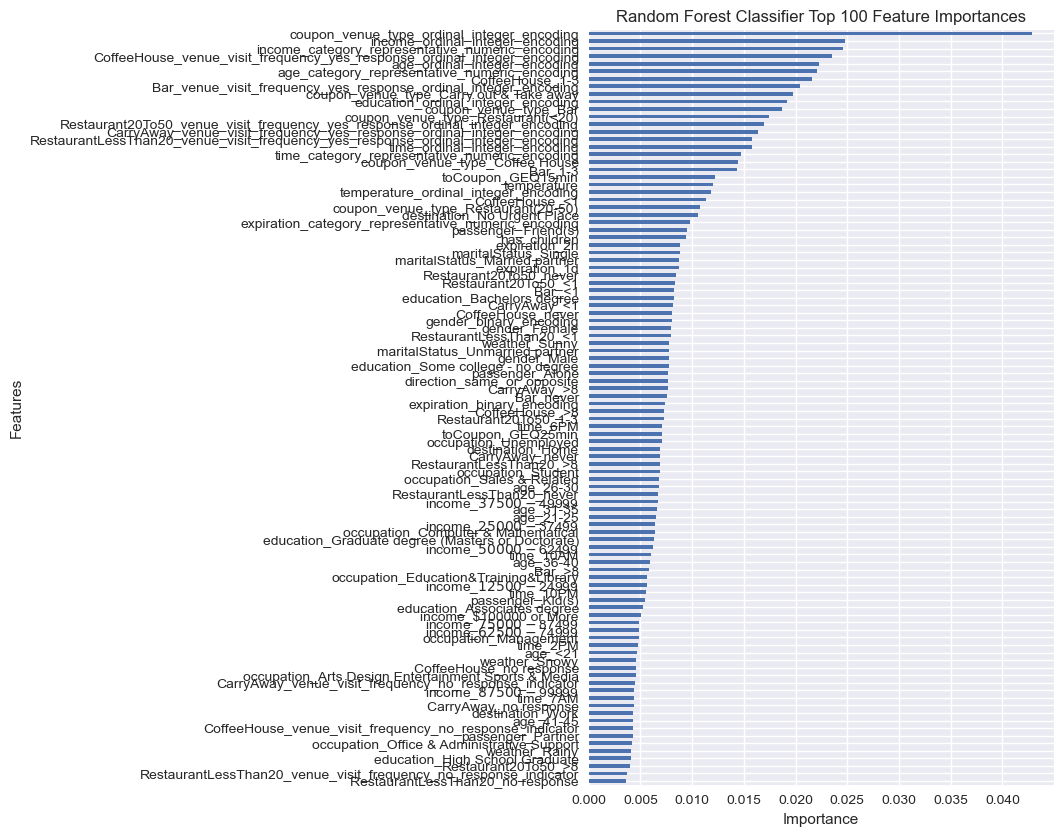 Random Forest Classifier Top 100 Feature Importances
coupon_venue_type_ordinal_integer_encoding
income_ordinal_integer_encoding
income_category_representative_numeric_encoding
CoffeeHouse_venue_visit_frequency_yes_response_ordinal_integer_encoding
age_ordinal_integer_encoding
age_category_representative_numeric_encoding
CoffeeHouse_1-3
Bar_venue_visit_frequency_yes_response_ordinal_integer_encoding
coupon_venue_type_Carry out & Take away
education_ordinal_integer_encoding
coupon_venue_type_Bar
coupon_venue_type_Restaurant(<20)
Restaurant20To50_venue_visit_frequency_yes_response_ordinal_integer_encoding
CarryAway_venue_visit_frequency_yes_response_ordinal_integer_encoding
RestaurantLessThan20_venue_visit_frequency_yes_response_ordinal_integer_encoding
time_ordinal_integer_encoding
time_category_representative_numeric_encoding
coupon_venue_type_Coffee House
Bar_1-3
toCoupon_GEQ15min
temperature
temperature_ordinal_integer_encoding
CoffeeHouse_<1
coupon_venue_type_Restaurant(20-50)
destination_No Urgent Place
expiration_category_representative_numeric_encoding
passenger_Friend(s)
has_children
expiration_2h
maritalStatus_Single
maritalStatus_Married partner
expiration_1d
Restaurant20To50_never
Restaurant20To50_<1
Bar_<1
education_Bachelors degree
CarryAway_<1
CoffeeHouse_never
gender_binary_encoding
gender_Female
RestaurantLessThan20_<1
weather_Sunny
maritalStatus_Unmarried partner
gender_Male
education_Some college - no degree
passenger_Alone
direction_same_or_opposite
CarryAway_>8
Bar_never
expiration_binary_encoding
CoffeeHouse_>8
Restaurant20To50_1-3
time_6PM
toCoupon_GEQ25min
occupation_Unemployed
destination_Home
CarryAway_never
RestaurantLessThan20_>8
occupation_Student
occupation_Sales & Related
age_26-30
RestaurantLessThan20_never
income_37500 − 49999
age_31-35
age_21-25
income_25000 − 37499
occupation_Computer & Mathematical
education_Graduate degree (Masters or Doctorate)
income_50000 − 62499
time_10AM
age_36-40
Bar_>8
occupation_Education&Training&Library
income_12500 − 24999
time_10PM
passenger_Kid(s)
education_Associates degree
income_$100000 or More
income_75000 − 87499
income_62500 − 74999
occupation_Management
time_2PM
age_<21
weather_Snowy
CoffeeHouse_no response
occupation_Arts Design Entertainment Sports & Media
CarryAway_venue_visit_frequency_no_response_indicator
income_87500 − 99999
time_7AM
CarryAway_no response
destination_Work
age_41-45
CoffeeHouse_venue_visit_frequency_no_response_indicator
passenger_Partner
occupation_Office & Administrative Support
weather_Rainy
education_High School Graduate
Restaurant20To50_>8
RestaurantLessThan20_venue_visit_frequency_no_response_indicator
RestaurantLessThan20_no response
Features
0.000 0.005 0.010 0.015 0.020 0.025 0.030 0.035 0.040
Importance